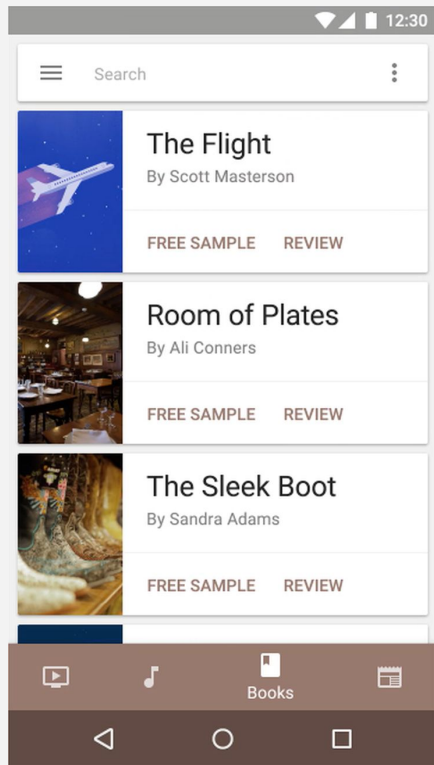 12:30
Search
The Flight
By Scott Masterson
FREE SAMPLE REVIEW
Room of Plates
By Ali Conners
FREE SAMPLE REVIEW
The Sleek Boot
By Sandra Adams
FREE SAMPLE REVIEW
Books